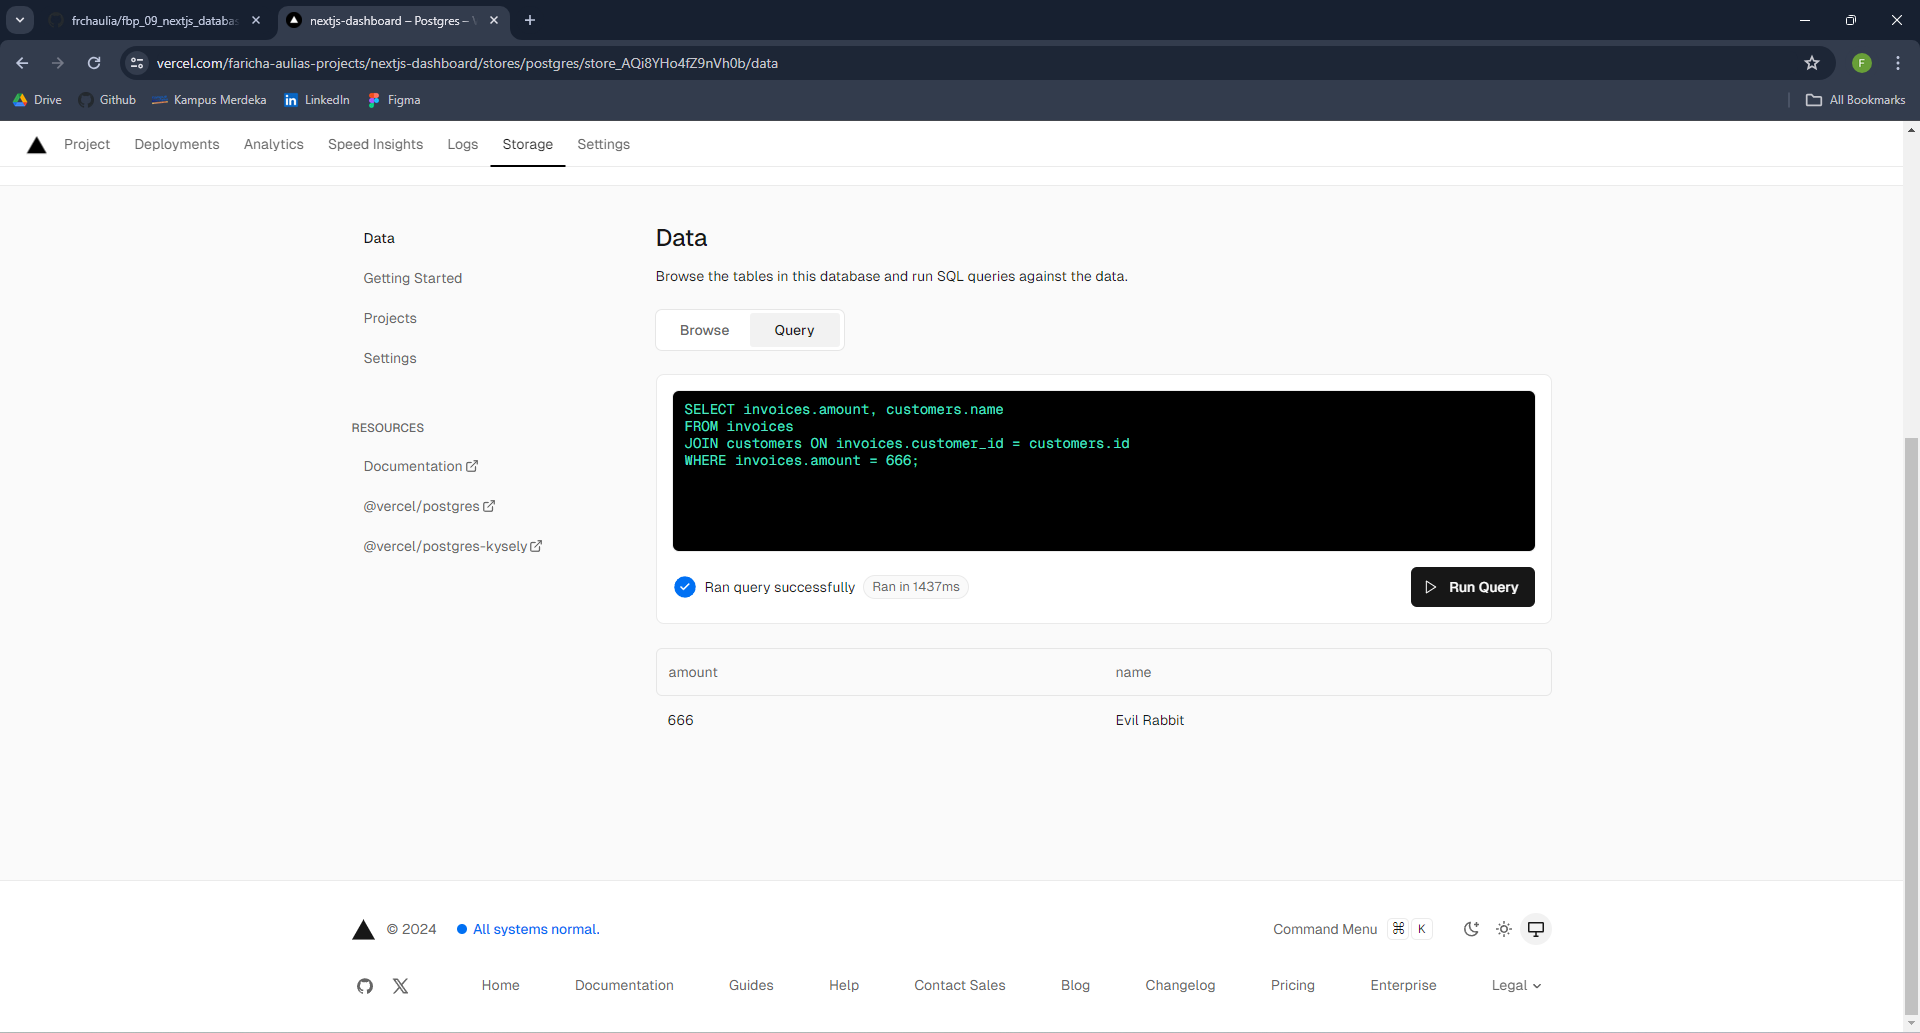 frchaulia/fbp_09_nextjs_databas
nextjs-dashboard – Postgres –
vercel.com/faricha-aulias-projects/nextjs-dashboard/stores/postgres/store_AQi8YHo4fZ9nVh0b/data
F
Drive Github Kampus Merdeka LinkedIn Figma All Bookmarks
Project Deployments Analytics Speed Insights Logs Storage Settings
Data
Getting Started
Projects
Settings
RESOURCES
Documentation
@vercel/postgres
@vercel/postgres-kysely
Data
Browse the tables in this database and run SQL queries against the data.
Browse Query
SELECT invoices.amount, customers.name
FROM invoices
JOIN customers ON invoices.customer_id = customers.id
WHERE invoices.amount = 666;
Ran query successfully Ran in 1437ms Run Query
amount name
666 Evil Rabbit
© 2024 All systems normal. Command Menu ⌘ K
Home Documentation Guides Help Contact Sales Blog Changelog Pricing Enterprise Legal